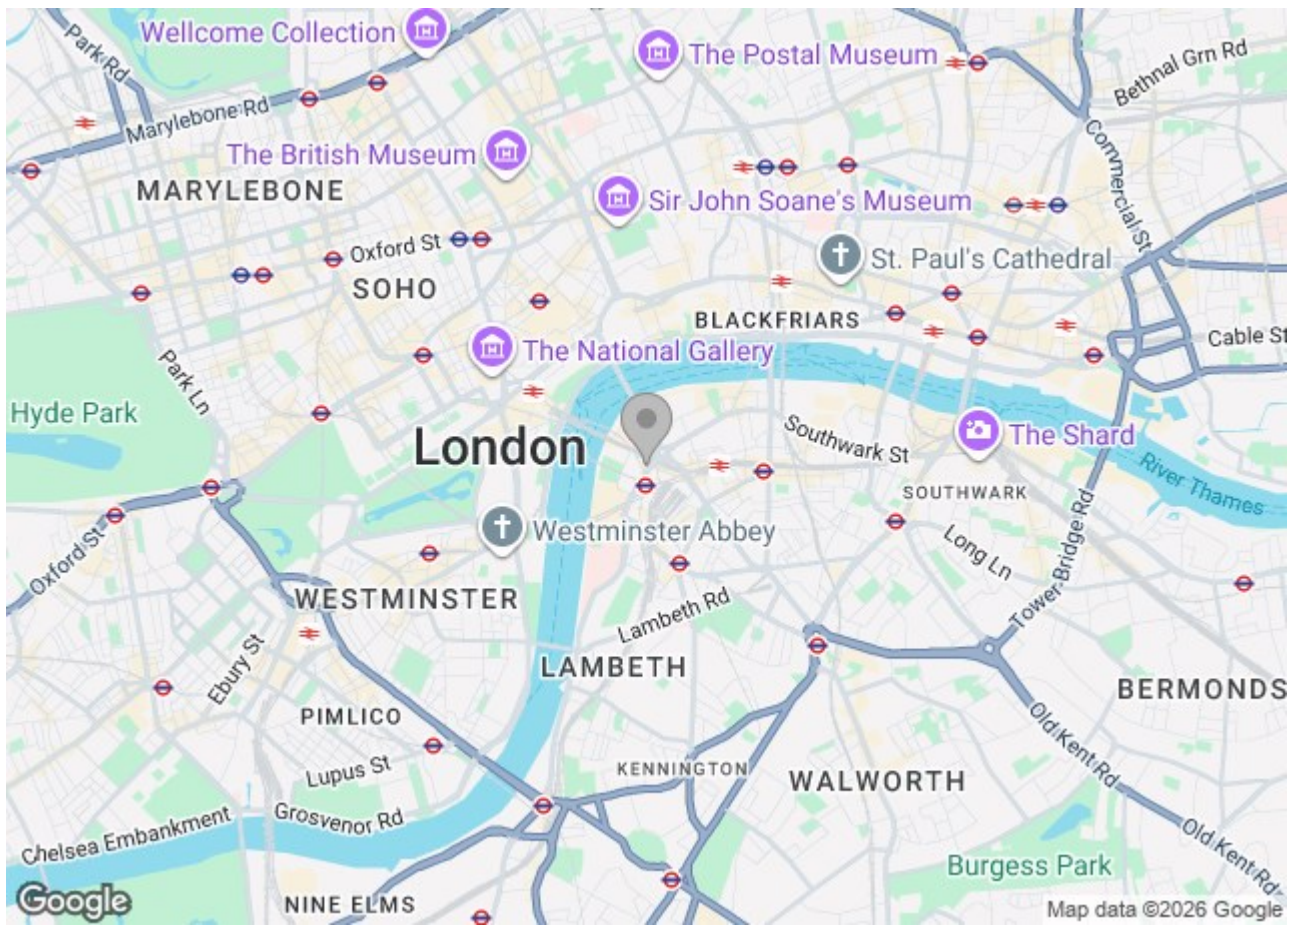 Wellcome Collection
The Postal Museum
Park Rd
Bethnal Grn Rd
Marylebone Rd
The British Museum
Commercial St
MARYLEBONE
Sir John Soane's Museum
Oxford St
St. Paul's Cathedral
SOHO
BLACKFRIARS
Cable St
The National Gallery
Park Ln
Hyde Park
London
Southwark St
The Shard
River Thames
SOUTHWARK
Westminster Abbey
Long Ln
Oxford St
Tower Bridge Rd
WESTMINSTER
Lambeth Rd
Ebury St
LAMBETH
BERMONDS
PIMLICO
Old Kent Rd
Lupus St
KENNINGTON
WALWORTH
Grosvenor Rd
Chelsea Embankment
Old Kent Rd
Burgess Park
NINE ELMS
Google
Map data ©2026 Google